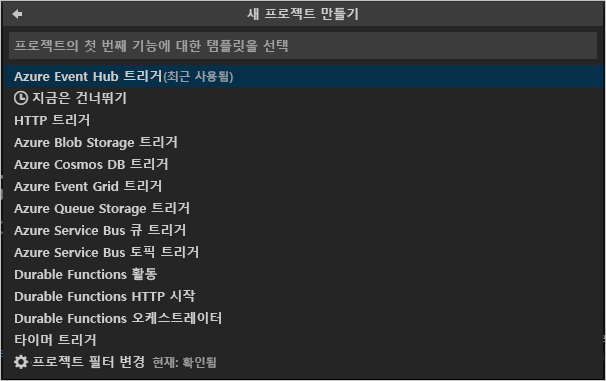 새 프로젝트 만들기
프로젝트의 첫 번째 기능에 대한 템플릿을 선택
Azure Event Hub 트리거(최근 사용됨)
지금은 건너뛰기
HTTP 트리거
Azure Blob Storage 트리거
Azure Cosmos DB 트리거
Azure Event Grid 트리거
Azure Queue Storage 트리거
Azure Service Bus 큐 트리거
Azure Service Bus 토픽 트리거
Durable Functions 활동
Durable Functions HTTP 시작
Durable Functions 오케스트레이터
타이머 트리거
프로젝트 필터 변경 현재: 확인됨